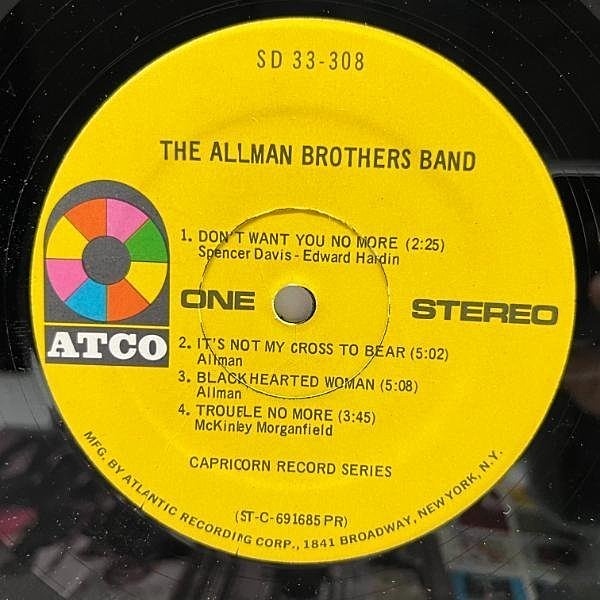 SD 33-308
THE ALLMAN BROTHERS BAND
1. DON'T WANT YOU NO MORE (2:25)
Spencer Davis - Edward Hardin
ONE
STEREO
ATCO
2. IT'S NOT MY CROSS TO BEAR (5:02)
Allman
3. BLACK HEARTED WOMAN (5:08)
Allman
4. TROUBLE NO MORE (3:45)
McKinley Morganfield
CAPRICORN RECORD SERIES
(ST-C-691685 PR)
MFG. BY ATLANTIC RECORDING CORP., 1841 BROADWAY, NEW YORK, N.Y.